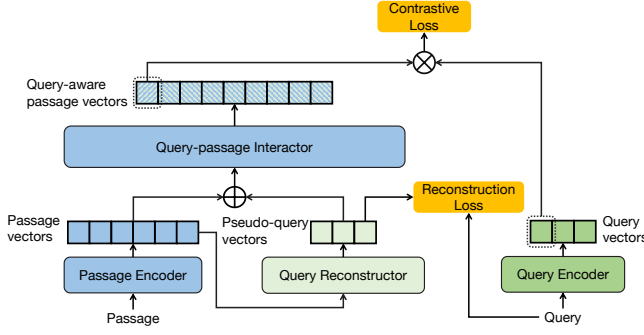 Contrastive
Loss
Query-aware
passage vectors
Query-passage Interactor
Passage
vectors
Pseudo-query
vectors
Reconstruction
Loss
Query
vectors
Passage Encoder
Query Reconstructor
Query Encoder
Passage
Query